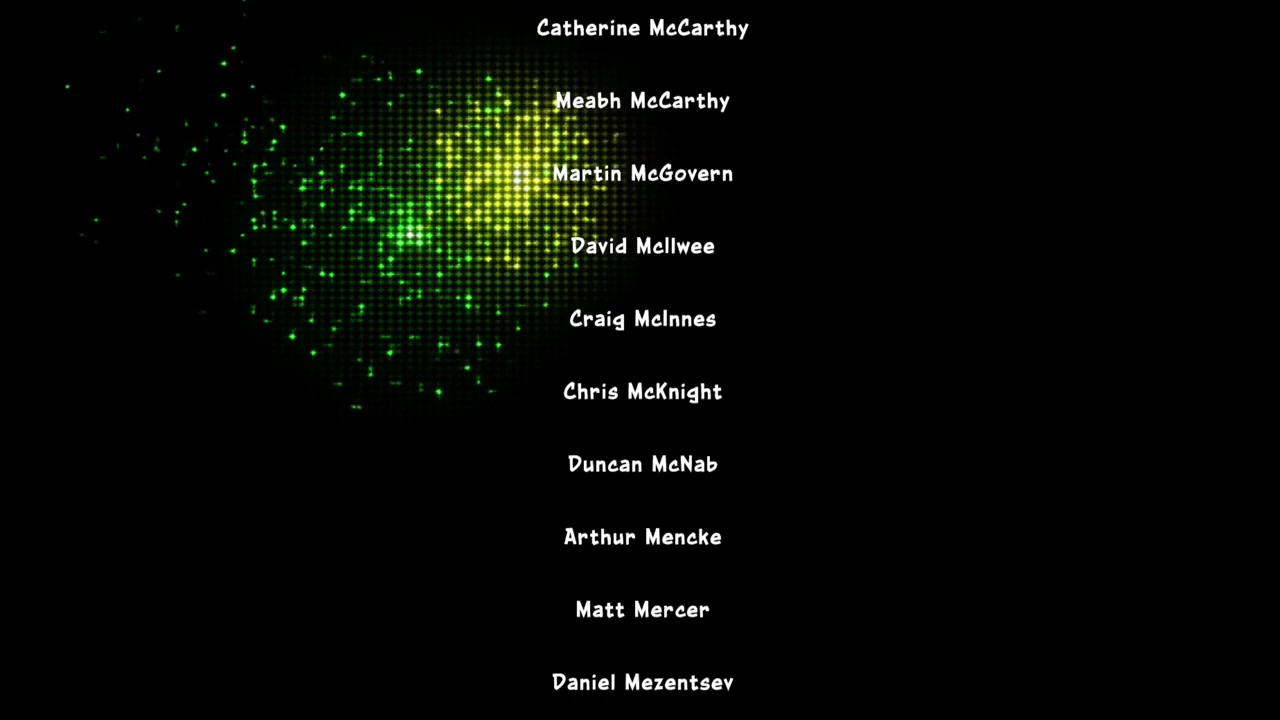 Catherine McCarthy
Meabh McCarthy
Martin McGovern
David McIlwee
Craig McInnes
Chris McKnight
Duncan McNab
Arthur Mencke
Matt Mercer
Daniel Mezentsev